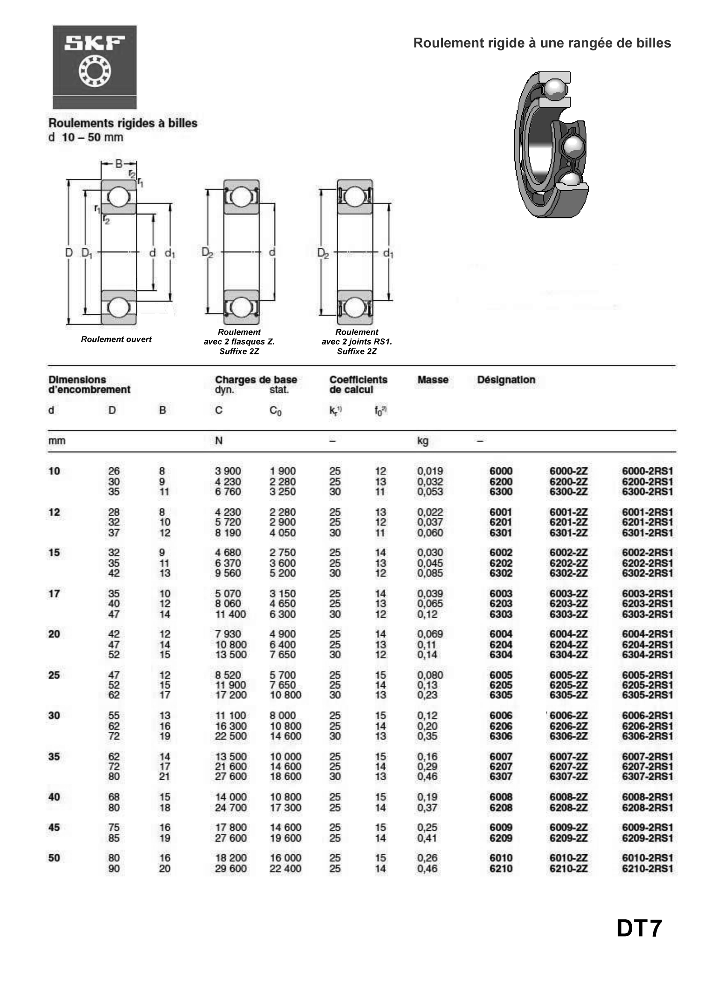 SKF
Roulement rigide à une rangée de billes
Roulements rigides à billes
d 10 – 50 mm
B
r2
r1
r1
r2
D D1 d d1
D2 d
D2 d1
Roulement ouvert
Roulement
avec 2 flasques Z.
Suffixe 2Z
Roulement
avec 2 joints RS1.
Suffixe 2Z
Dimensions Charges de base Coefficients Masse Désignation
d'encombrement dyn. stat. de calcul
d D B C C0 kr1) f02)
mm N – kg –
10 26 8 3 900 1 900 25 12 0,019 6000 6000-2Z 6000-2RS1
30 9 4 230 2 280 25 13 0,032 6200 6200-2Z 6200-2RS1
35 11 6 760 3 250 30 11 0,053 6300 6300-2Z 6300-2RS1
12 28 8 4 230 2 280 25 13 0,022 6001 6001-2Z 6001-2RS1
32 10 5 720 2 900 25 12 0,037 6201 6201-2Z 6201-2RS1
37 12 8 190 4 050 30 11 0,060 6301 6301-2Z 6301-2RS1
15 32 9 4 680 2 750 25 14 0,030 6002 6002-2Z 6002-2RS1
35 11 6 370 3 600 25 13 0,045 6202 6202-2Z 6202-2RS1
42 13 9 560 5 200 30 12 0,085 6302 6302-2Z 6302-2RS1
17 35 10 5 070 3 150 25 14 0,039 6003 6003-2Z 6003-2RS1
40 12 8 060 4 650 25 13 0,065 6203 6203-2Z 6203-2RS1
47 14 11 400 6 300 30 12 0,12 6303 6303-2Z 6303-2RS1
20 42 12 7 930 4 900 25 14 0,069 6004 6004-2Z 6004-2RS1
47 14 10 800 6 400 25 13 0,11 6204 6204-2Z 6204-2RS1
52 15 13 500 7 650 30 12 0,14 6304 6304-2Z 6304-2RS1
25 47 12 8 520 5 700 25 15 0,080 6005 6005-2Z 6005-2RS1
52 15 11 900 7 650 25 14 0,13 6205 6205-2Z 6205-2RS1
62 17 17 200 10 800 30 13 0,23 6305 6305-2Z 6305-2RS1
30 55 13 11 100 8 000 25 15 0,12 6006 6006-2Z 6006-2RS1
62 16 16 300 10 800 25 14 0,20 6206 6206-2Z 6206-2RS1
72 19 22 500 14 600 30 13 0,35 6306 6306-2Z 6306-2RS1
35 62 14 13 500 10 000 25 15 0,16 6007 6007-2Z 6007-2RS1
72 17 21 600 14 600 25 14 0,29 6207 6207-2Z 6207-2RS1
80 21 27 600 18 600 30 13 0,46 6307 6307-2Z 6307-2RS1
40 68 15 14 000 10 800 25 15 0,19 6008 6008-2Z 6008-2RS1
80 18 24 700 17 300 25 14 0,37 6208 6208-2Z 6208-2RS1
45 75 16 17 800 14 600 25 15 0,25 6009 6009-2Z 6009-2RS1
85 19 27 600 19 600 25 14 0,41 6209 6209-2Z 6209-2RS1
50 80 16 18 200 16 000 25 15 0,26 6010 6010-2Z 6010-2RS1
90 20 29 600 22 400 25 14 0,46 6210 6210-2Z 6210-2RS1
DT7